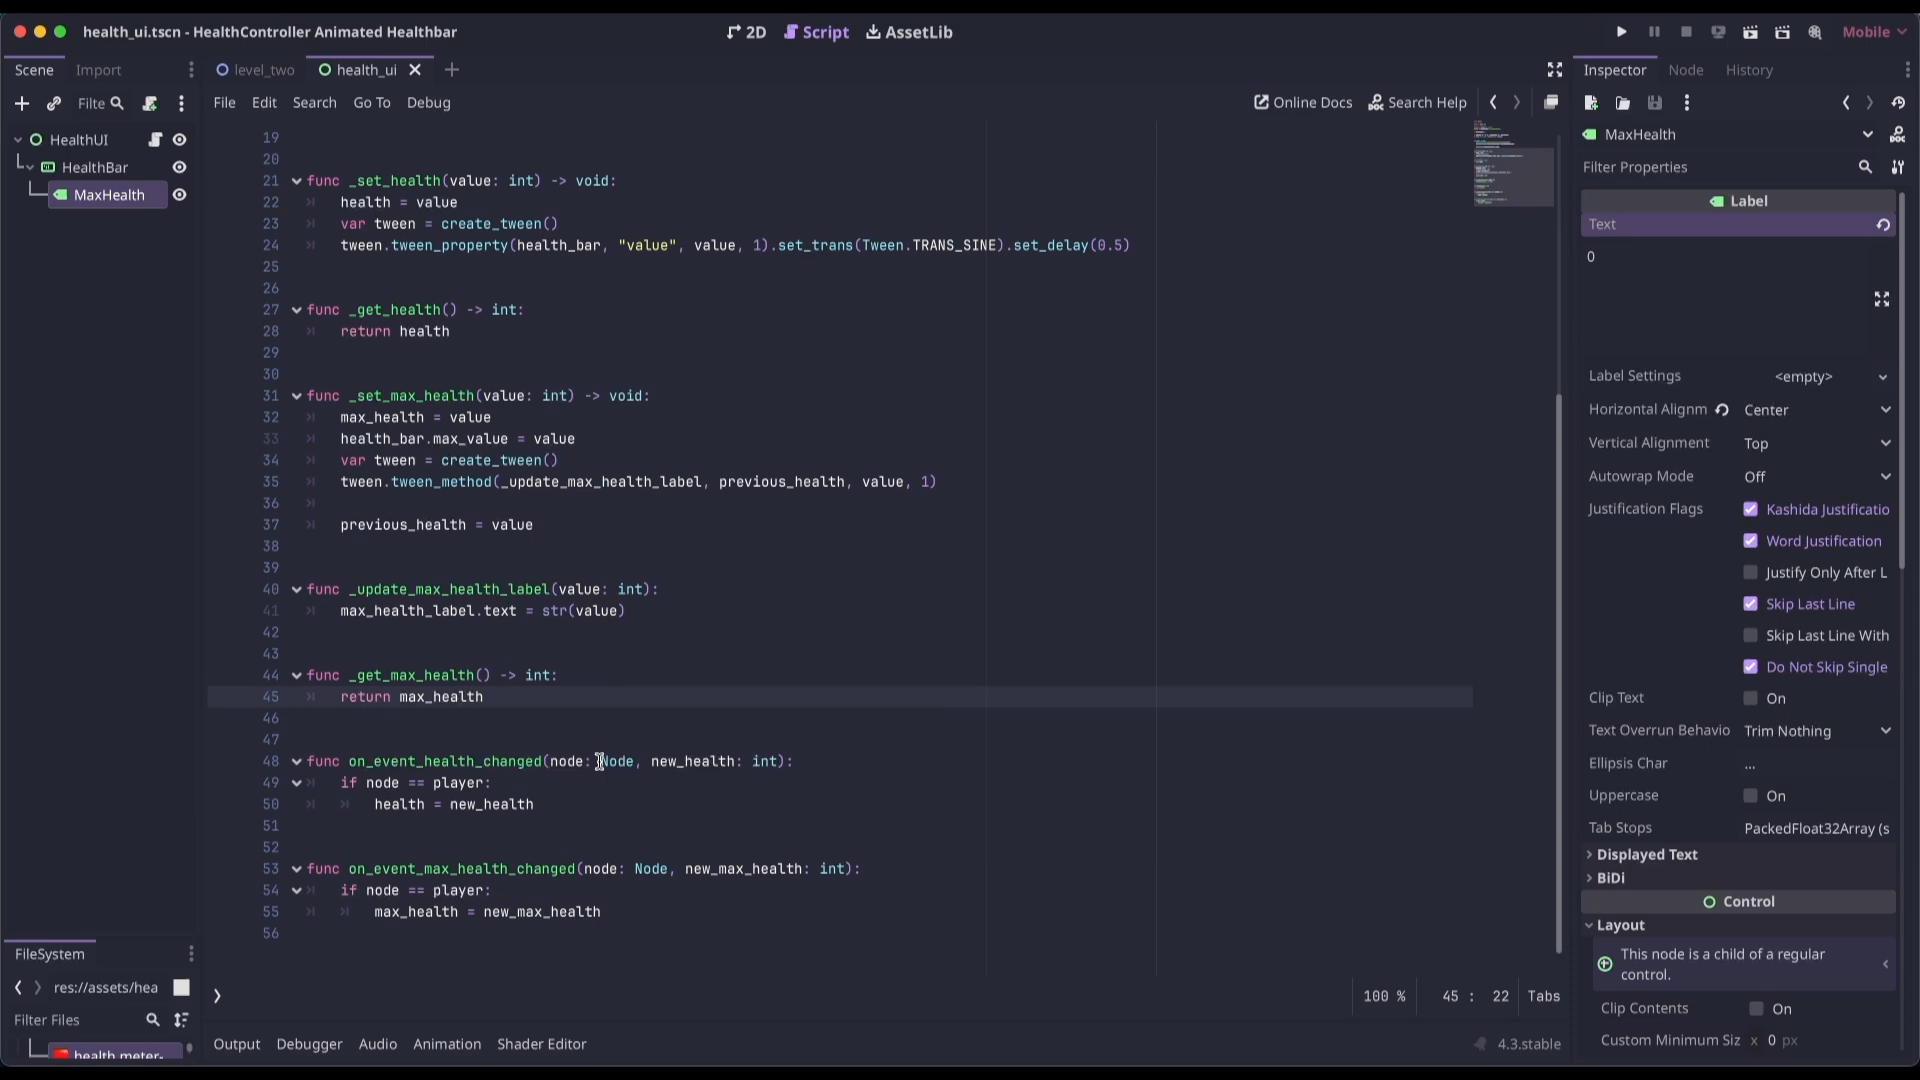 health_ui.tscn - HealthController Animated Healthbar
2D
Script
AssetLib
Mobile
Scene
Import
level_two
health_ui
Inspector
Node
History
Filte
File
Edit
Search
Go To
Debug
Online Docs
Search Help
HealthUI
HealthBar
MaxHealth
19
20
21 func _set_health(value: int) -> void:
22 health = value
23 var tween = create_tween()
24 tween.tween_property(health_bar, "value", value, 1).set_trans(Tween.TRANS_SINE).set_delay(0.5)
25
26
27 func _get_health() -> int:
28 return health
29
30
31 func _set_max_health(value: int) -> void:
32 max_health = value
33 health_bar.max_value = value
34 var tween = create_tween()
35 tween.tween_method(_update_max_health_label, previous_health, value, 1)
36
37 previous_health = value
38
39
40 func _update_max_health_label(value: int):
41 max_health_label.text = str(value)
42
43
44 func _get_max_health() -> int:
45 return max_health
46
47
48 func on_event_health_changed(node: Node, new_health: int):
49 if node == player:
50 health = new_health
51
52
53 func on_event_max_health_changed(node: Node, new_max_health: int):
54 if node == player:
55 max_health = new_max_health
56
100 %
45 : 22
Tabs
MaxHealth
Filter Properties
Label
Text
0
Label Settings <empty>
Horizontal Alignm Center
Vertical Alignment Top
Autowrap Mode Off
Justification Flags Kashida Justificatio
Word Justification
Justify Only After L
Skip Last Line
Skip Last Line With
Do Not Skip Single
Clip Text On
Text Overrun Behavio Trim Nothing
Ellipsis Char ...
Uppercase On
Tab Stops PackedFloat32Array (s
Displayed Text
BiDi
Control
Layout
This node is a child of a regular
control.
Clip Contents On
Custom Minimum Siz x 0 px
FileSystem
res://assets/hea
Filter Files
health meter-
Output
Debugger
Audio
Animation
Shader Editor
4.3.stable